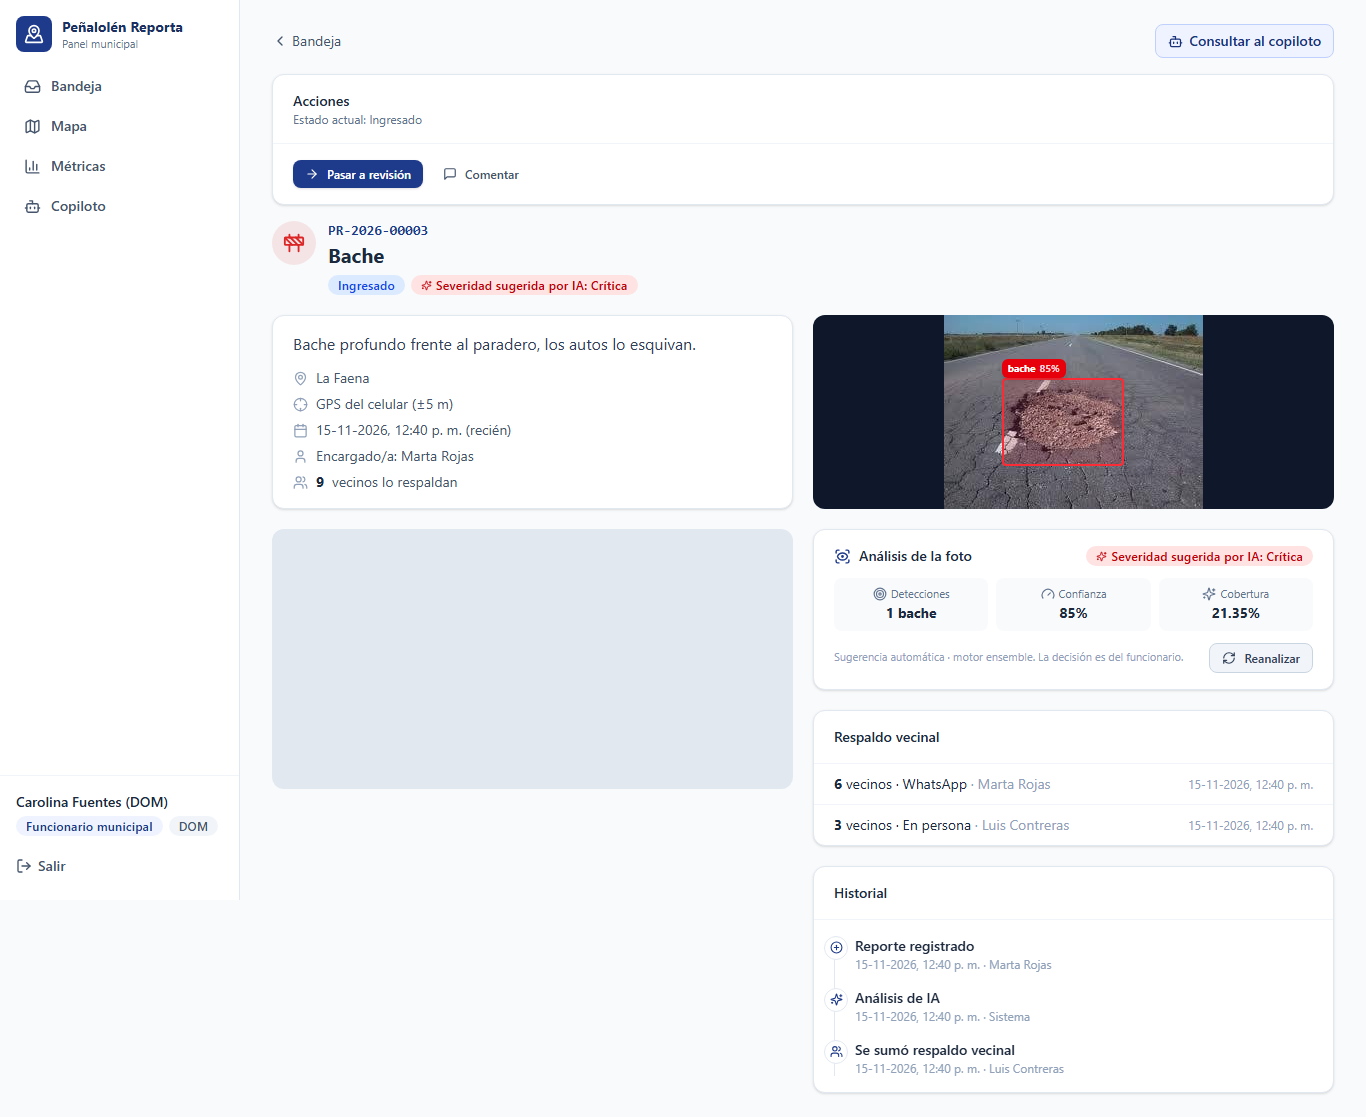 Peñalolén Reporta
Panel municipal
Bandeja
Mapa
Métricas
Copiloto
Carolina Fuentes (DOM)
Funcionario municipal
DOM
Salir
Bandeja
Consultar al copiloto
Acciones
Estado actual: Ingresado
Pasar a revisión
Comentar
PR-2026-00003
Bache
Ingresado
Severidad sugerida por IA: Crítica
Bache profundo frente al paradero, los autos lo esquivan.
La Faena
GPS del celular (±5 m)
15-11-2026, 12:40 p. m. (recién)
Encargado/a: Marta Rojas
9 vecinos lo respaldan
bache 85%
Análisis de la foto
Severidad sugerida por IA: Crítica
Detecciones
1 bache
Confianza
85%
Cobertura
21.35%
Sugerencia automática · motor ensemble. La decisión es del funcionario.
Reanalizar
Respaldo vecinal
6 vecinos · WhatsApp · Marta Rojas
15-11-2026, 12:40 p. m.
3 vecinos · En persona · Luis Contreras
15-11-2026, 12:40 p. m.
Historial
Reporte registrado
15-11-2026, 12:40 p. m. · Marta Rojas
Análisis de IA
15-11-2026, 12:40 p. m. · Sistema
Se sumó respaldo vecinal
15-11-2026, 12:40 p. m. · Luis Contreras